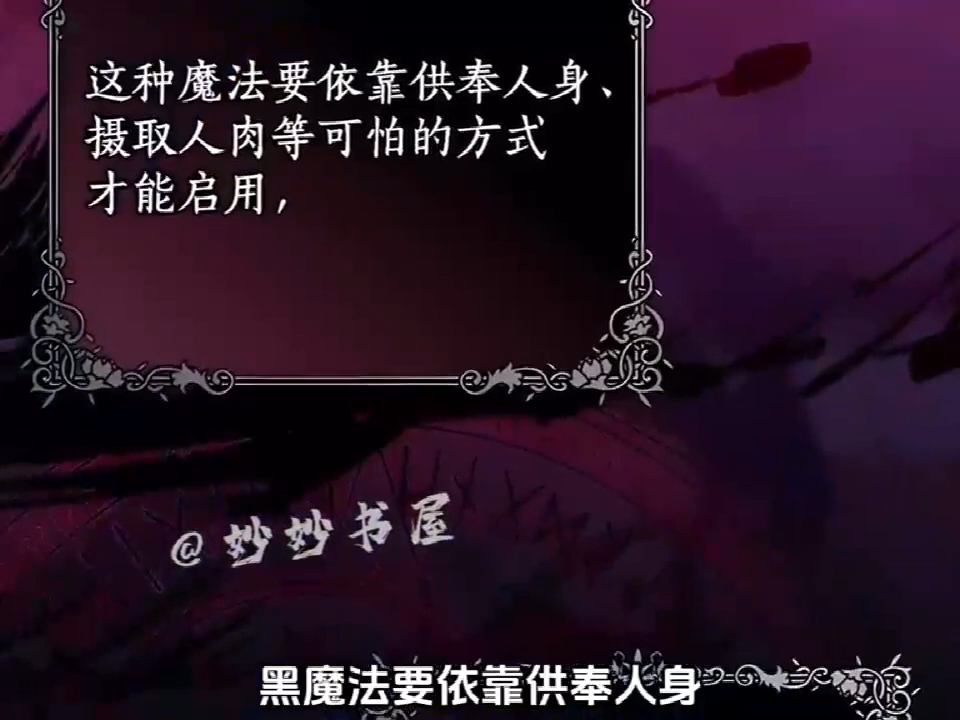 这种魔法要依靠供奉人身、
摄取人肉等可怕的方式
才能启用，
@妙妙书屋
黑魔法要依靠供奉人身